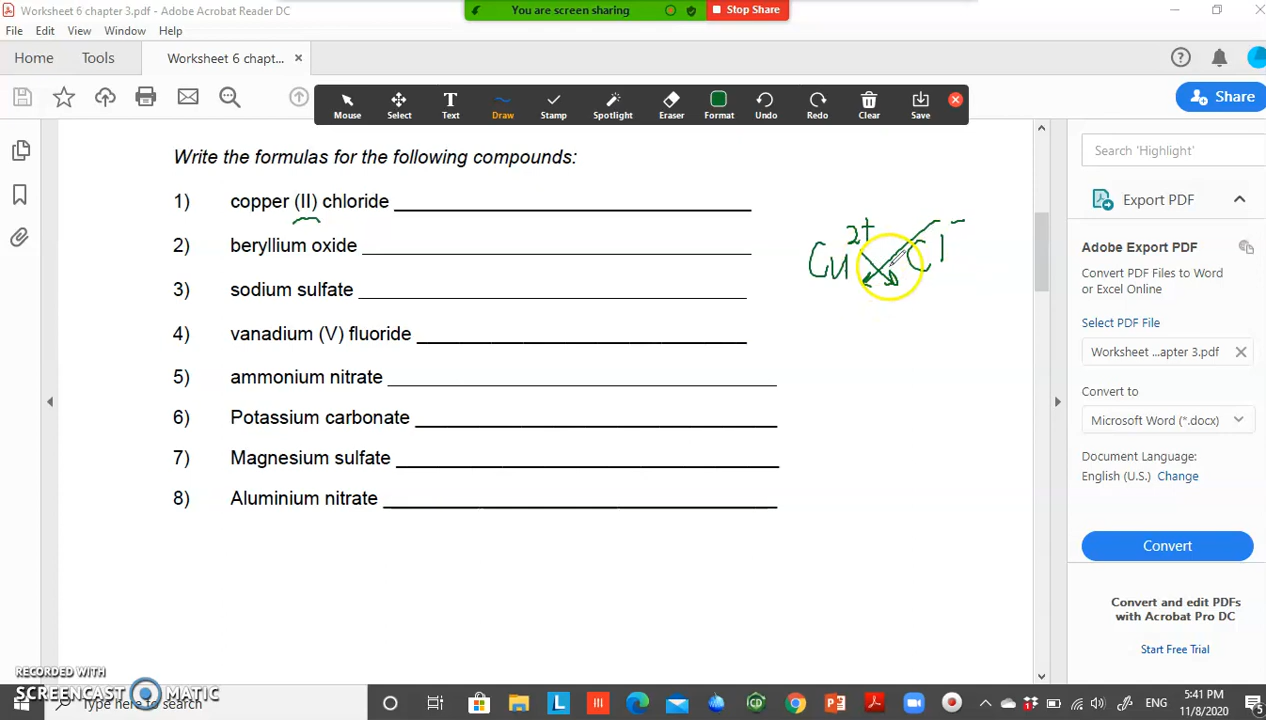 Worksheet 6 chapter 3.pdf - Adobe Acrobat Reader DC
You are screen sharing
Stop Share
File Edit View Window Help
Home Tools Worksheet 6 chapt... ×
Mouse Select Text Draw Stamp Spotlight Eraser Format Undo Redo Clear Save
Share
Write the formulas for the following compounds:
1) copper (II) chloride
2) beryllium oxide
3) sodium sulfate
4) vanadium (V) fluoride
5) ammonium nitrate
6) Potassium carbonate
7) Magnesium sulfate
8) Aluminium nitrate
Cu 2+ Cl -
Search 'Highlight'
Export PDF
Adobe Export PDF
Convert PDF Files to Word
or Excel Online
Select PDF File
Worksheet ...apter 3.pdf
Convert to
Microsoft Word (*.docx)
Document Language:
English (U.S.) Change
Convert
Convert and edit PDFs
with Acrobat Pro DC
Start Free Trial
RECORDED WITH
SCREENCAST MATIC
Type here to search
ENG
5:41 PM
11/8/2020
5